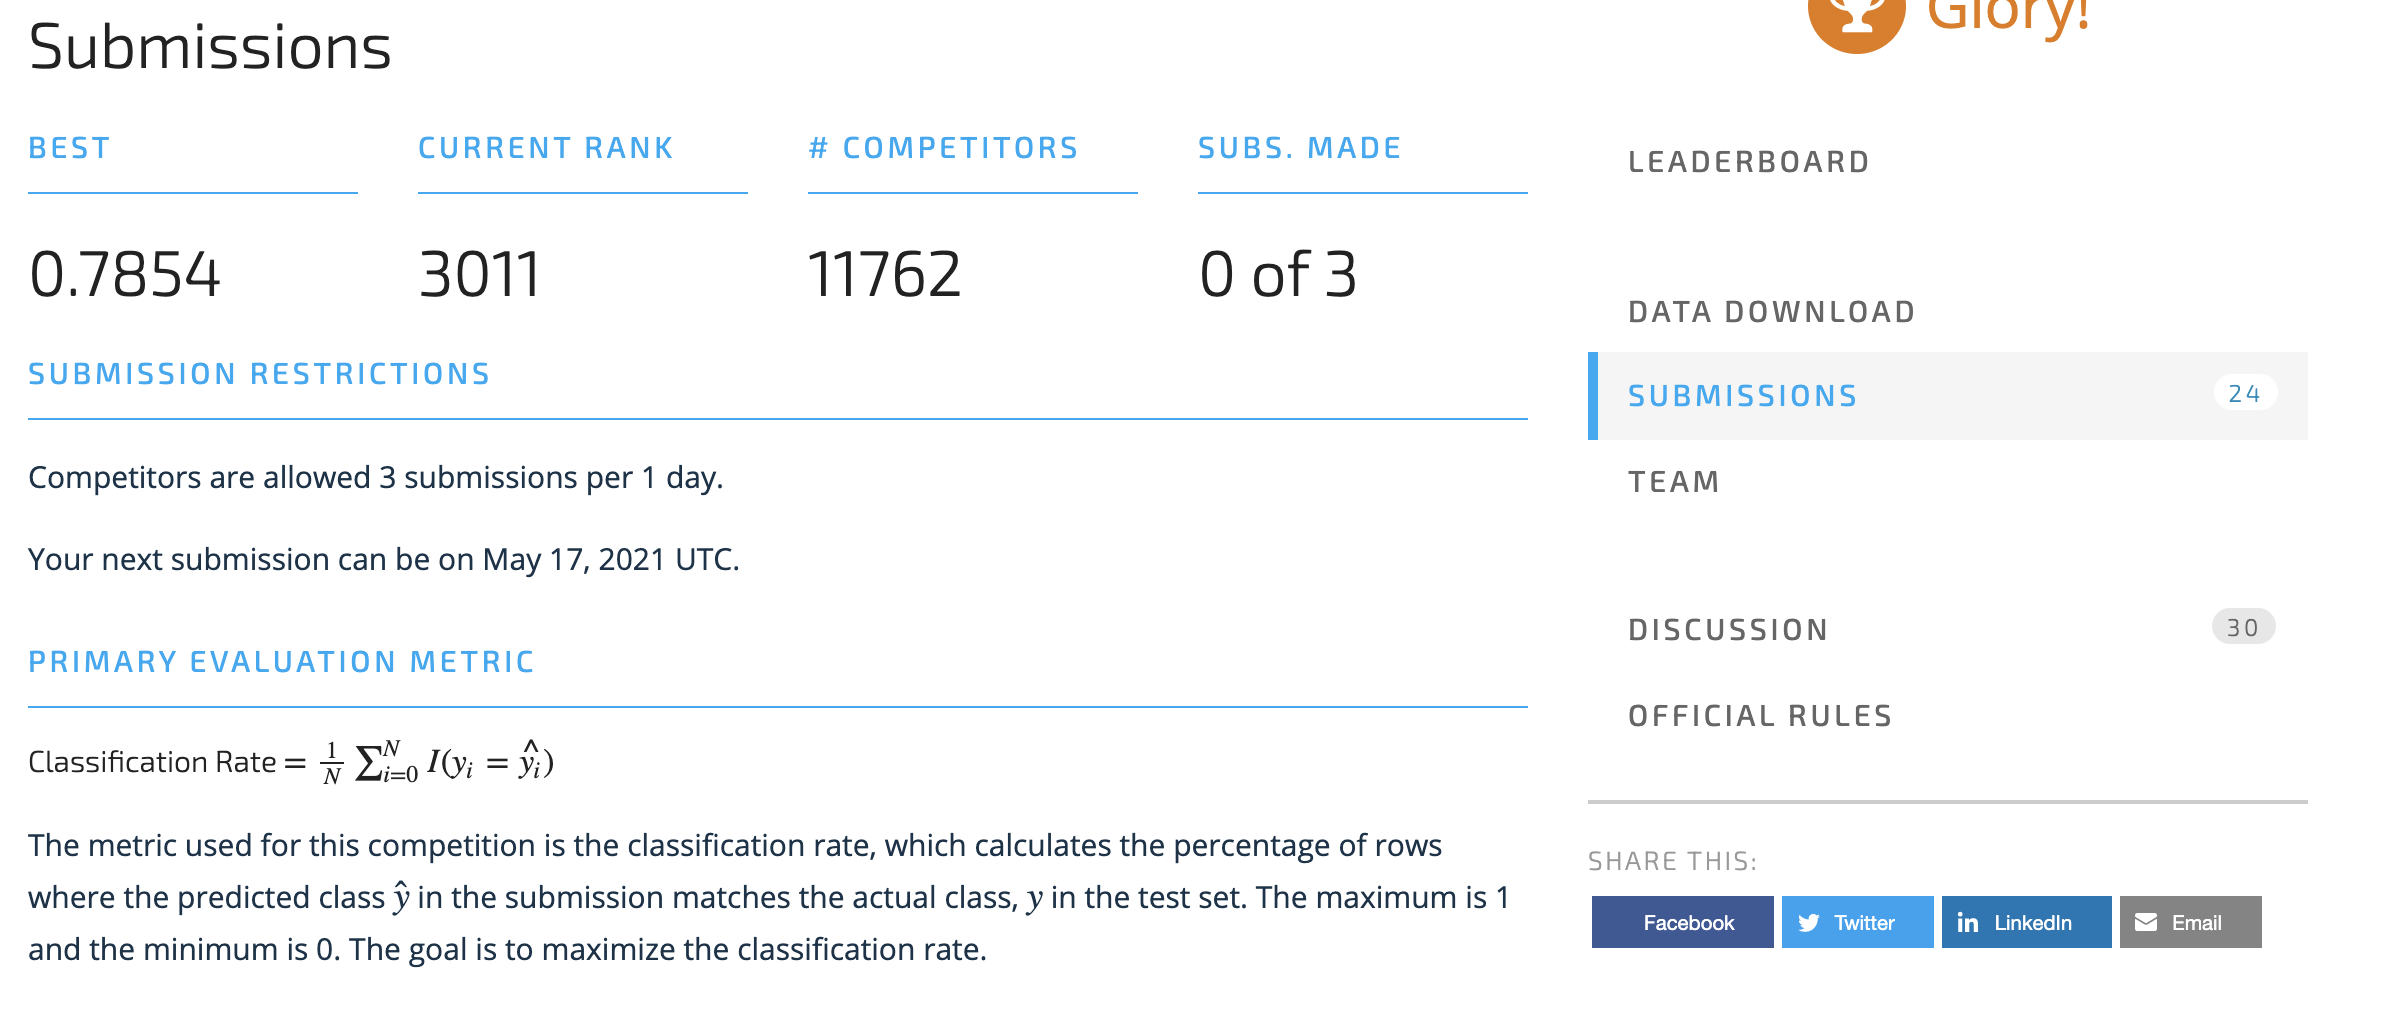 Submissions
BEST
CURRENT RANK
# COMPETITORS
SUBS. MADE
0.7854
3011
11762
0 of 3
SUBMISSION RESTRICTIONS
Competitors are allowed 3 submissions per 1 day.
Your next submission can be on May 17, 2021 UTC.
PRIMARY EVALUATION METRIC
Classification Rate = 1/N ∑_{i=0}^{N} I(y_i = ŷ_i)
The metric used for this competition is the classification rate, which calculates the percentage of rows
where the predicted class ŷ in the submission matches the actual class, y in the test set. The maximum is 1
and the minimum is 0. The goal is to maximize the classification rate.
Glory!
LEADERBOARD
DATA DOWNLOAD
SUBMISSIONS 24
TEAM
DISCUSSION 30
OFFICIAL RULES
SHARE THIS:
Facebook
Twitter
in LinkedIn
Email